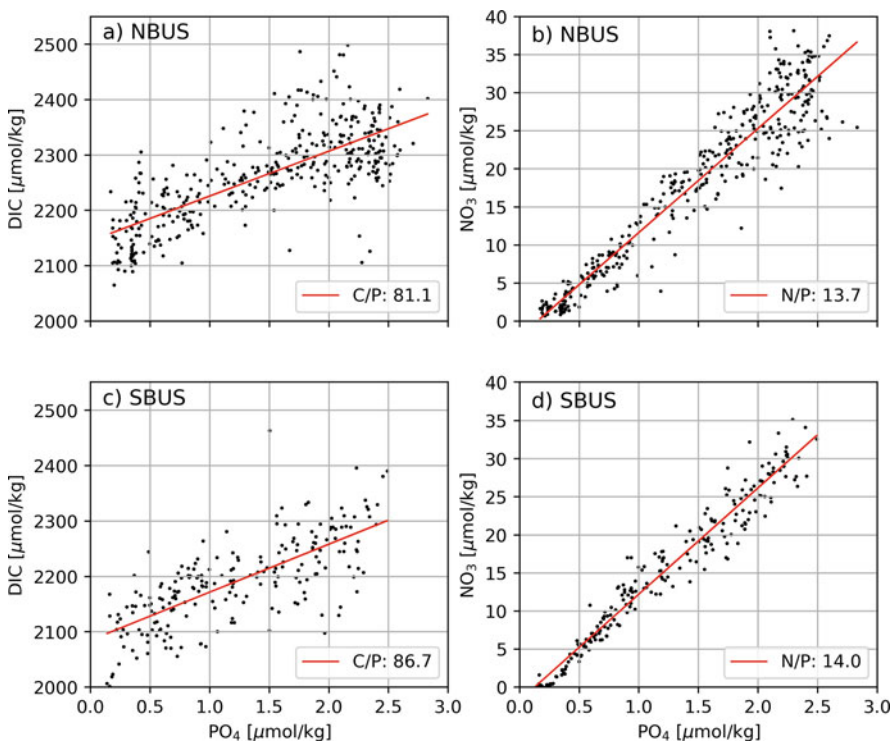 a) NBUS
2500
2400
2300
2200
2100
2000
DIC [μmol/kg]
C/P: 81.1
b) NBUS
40
35
30
25
20
15
10
5
0
NO3 [μmol/kg]
N/P: 13.7
c) SBUS
2500
2400
2300
2200
2100
2000
DIC [μmol/kg]
C/P: 86.7
0.0 0.5 1.0 1.5 2.0 2.5 3.0
PO4 [μmol/kg]
d) SBUS
40
35
30
25
20
15
10
5
0
NO3 [μmol/kg]
N/P: 14.0
0.0 0.5 1.0 1.5 2.0 2.5 3.0
PO4 [μmol/kg]